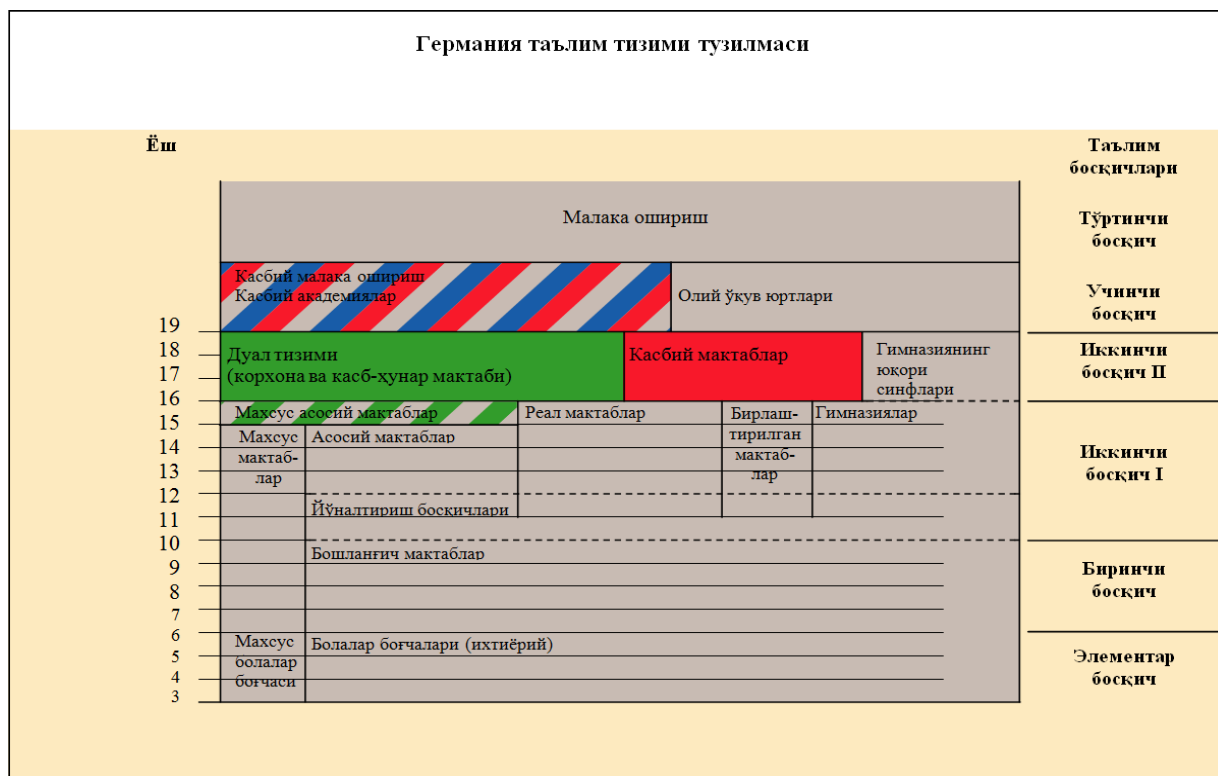 Германия таълим тизими тузилмаси
Ёш
Таълим
босқичлари
Малака ошириш
Тўртинчи
босқич
Касбий малака ошириш
Касбий академиялар
Олий ўқув юртлари
Учинчи
босқич
19
18
17
16
15
14
13
12
11
10
9
8
7
6
5
4
3
Дуал тизими
(корхона ва касб-ҳунар мактаби)
Касбий мактаблар
Гимназиянинг
юқори
синфлари
Иккинчи
босқич II
Махсус асосий мактаблар
Реал мактаблар
Бирлаш-
тирилган
мактаб-
лар
Гимназиялар
Махсус
мактаб-
лар
Асосий мактаблар
Иккинчи
босқич I
Йўналтириш босқичлари
Бошланғич мактаблар
Биринчи
босқич
Махсус
болалар
боғчаси
Болалар боғчалари (ихтиёрий)
Элементар
босқич